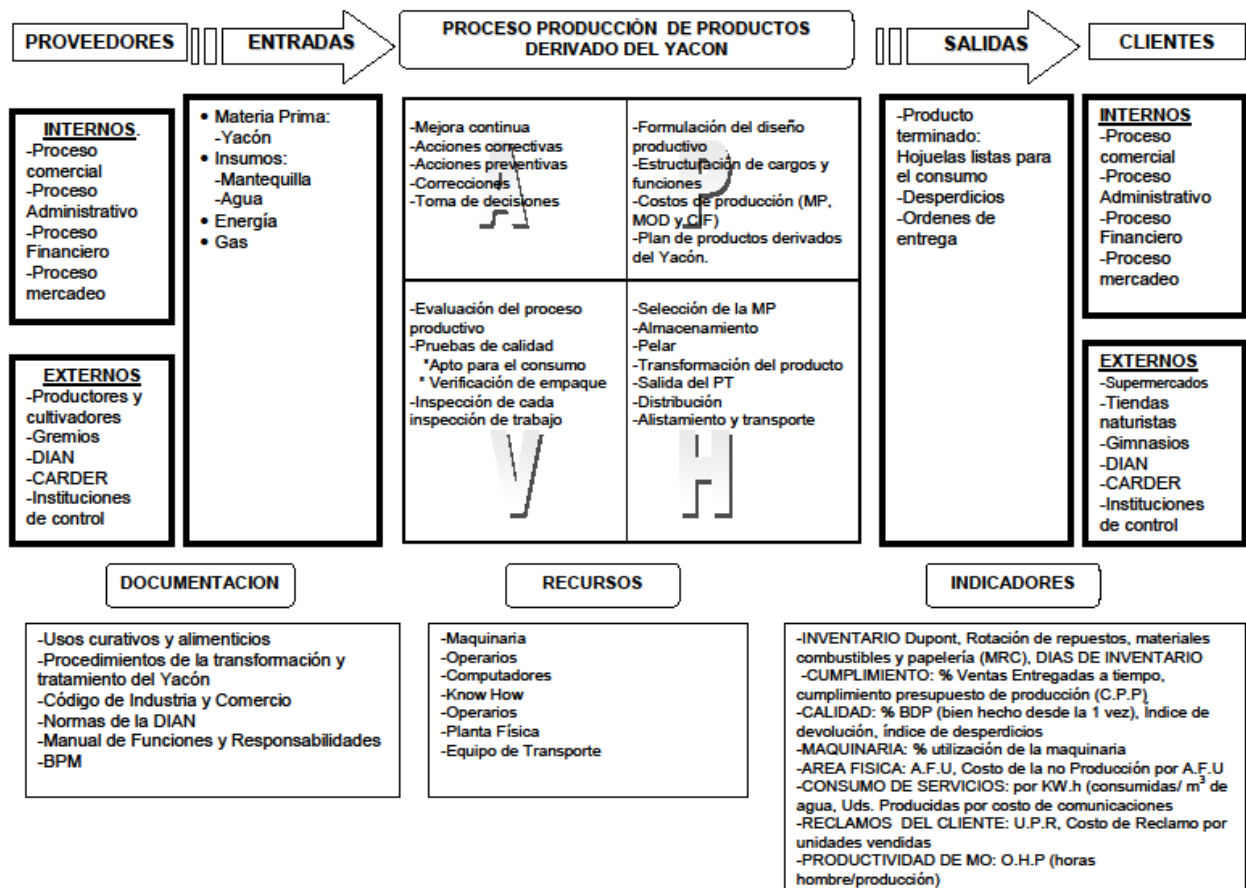 PROVEEDORES
ENTRADAS
PROCESO PRODUCCIÓN DE PRODUCTOS
DERIVADO DEL YACON
SALIDAS
CLIENTES
INTERNOS.
-Proceso
comercial
-Proceso
Administrativo
-Proceso
Financiero
-Proceso
mercadeo
EXTERNOS
-Productores y
cultivadores
-Gremios
-DIAN
-CARDER
-Instituciones
de control
• Materia Prima:
-Yacón
• Insumos:
-Mantequilla
-Agua
• Energía
• Gas
A
-Mejora continua
-Acciones correctivas
-Acciones preventivas
-Correcciones
-Toma de decisiones
P
-Formulación del diseño
productivo
-Estructuración de cargos y
funciones
-Costos de producción (MP,
MOD y CIF)
-Plan de productos derivados
del Yacón.
-Evaluación del proceso
productivo
-Pruebas de calidad
*Apto para el consumo
* Verificación de empaque
-Inspección de cada
inspección de trabajo
V
-Selección de la MP
-Almacenamiento
-Pelar
-Transformación del producto
-Salida del PT
-Distribución
-Alistamiento y transporte
H
-Producto
terminado:
Hojuelas listas para
el consumo
-Desperdicios
-Ordenes de
entrega
INTERNOS
-Proceso
comercial
-Proceso
Administrativo
-Proceso
Financiero
-Proceso
mercadeo
EXTERNOS
-Supermercados
-Tiendas
naturistas
-Gimnasios
-DIAN
-CARDER
-Instituciones
de control
DOCUMENTACION
-Usos curativos y alimenticios
-Procedimientos de la transformación y
tratamiento del Yacón
-Código de Industria y Comercio
-Normas de la DIAN
-Manual de Funciones y Responsabilidades
-BPM
RECURSOS
-Maquinaria
-Operarios
-Computadores
-Know How
-Operarios
-Planta Física
-Equipo de Transporte
INDICADORES
-INVENTARIO Dupont, Rotación de repuestos, materiales
combustibles y papelería (MRC), DIAS DE INVENTARIO
-CUMPLIMIENTO: % Ventas Entregadas a tiempo,
cumplimiento presupuesto de producción (C.P.P)
-CALIDAD: % BDP (bien hecho desde la 1 vez), Índice de
devolución, índice de desperdicios
-MAQUINARIA: % utilización de la maquinaria
-AREA FISICA: A.F.U, Costo de la no Producción por A.F.U
-CONSUMO DE SERVICIOS: por KW.h (consumidas/ m³ de
agua, Uds. Producidas por costo de comunicaciones
-RECLAMOS DEL CLIENTE: U.P.R, Costo de Reclamo por
unidades vendidas
-PRODUCTIVIDAD DE MO: O.H.P (horas
hombre/producción)